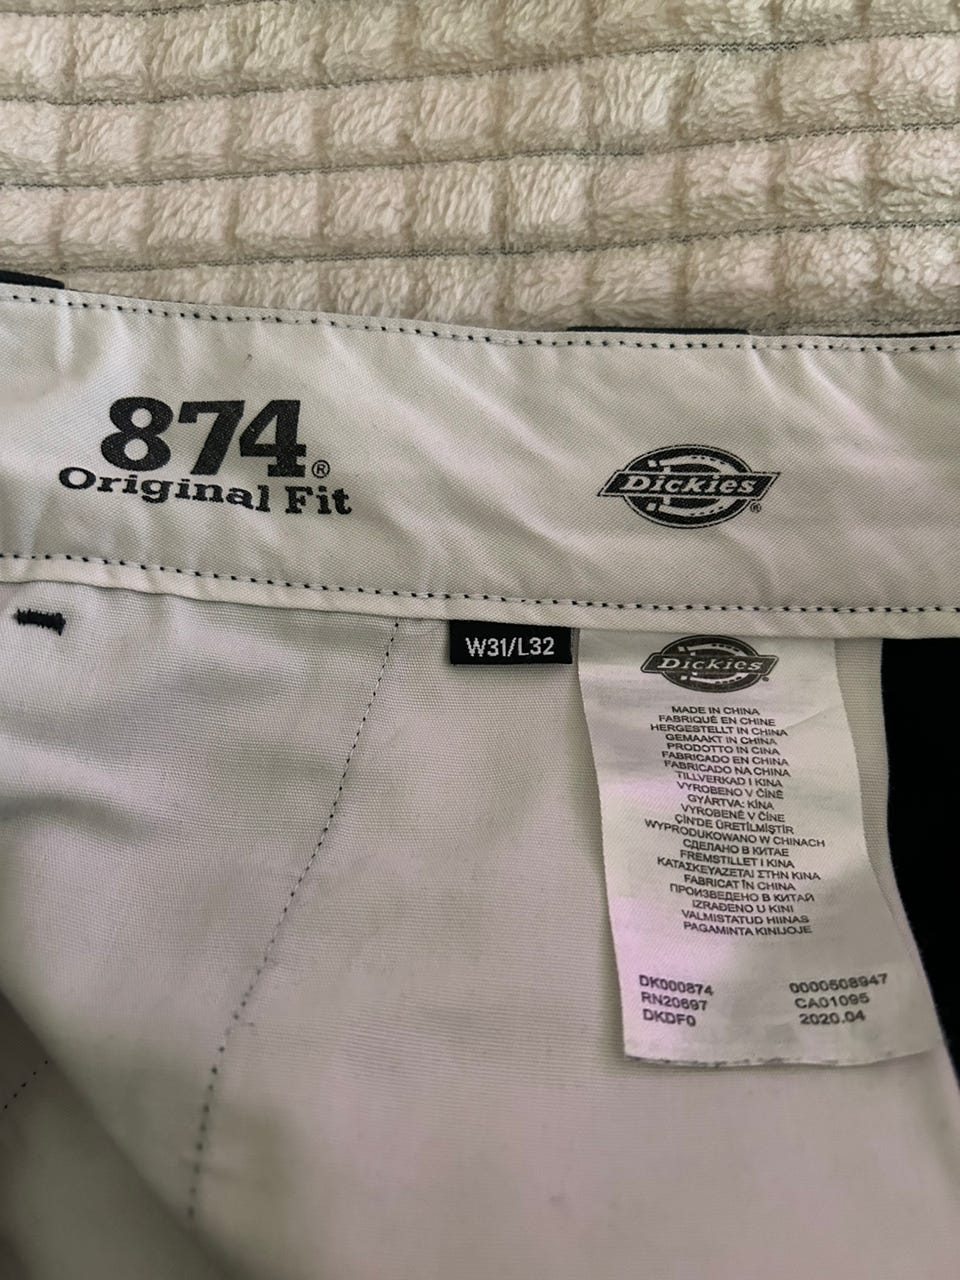 874®
Original Fit
Dickies®
W31/L32
Dickies®
MADE IN CHINA
FABRIQUÉ EN CHINE
HERGESTELLT IN CHINA
GEMAAKT IN CHINA
PRODOTTO IN CINA
FABRICADO EN CHINA
FABRICADO NA CHINA
TILLVERKAD I KINA
VYROBENO V ČÍNĚ
GYÁRTVA: KÍNA
VYROBENÉ V ČÍNE
ÇİN'DE ÜRETİLMİŞTİR
WYPRODUKOWANO W CHINACH
СДЕЛАНО В КИТАЕ
FREMSTILLET I KINA
ΚΑΤΑΣΚΕΥΑΖΕΤΑΙ ΣΤΗΝ ΚΙΝΑ
FABRICAT ÎN CHINA
ПРОИЗВЕДЕНО В КИТАЙ
IZRAĐENO U KINI
VALMISTATUD HIINAS
PAGAMINTA KINIJOJE
DK000874 0000508947
RN20697 CA01095
DKDF0 2020.04